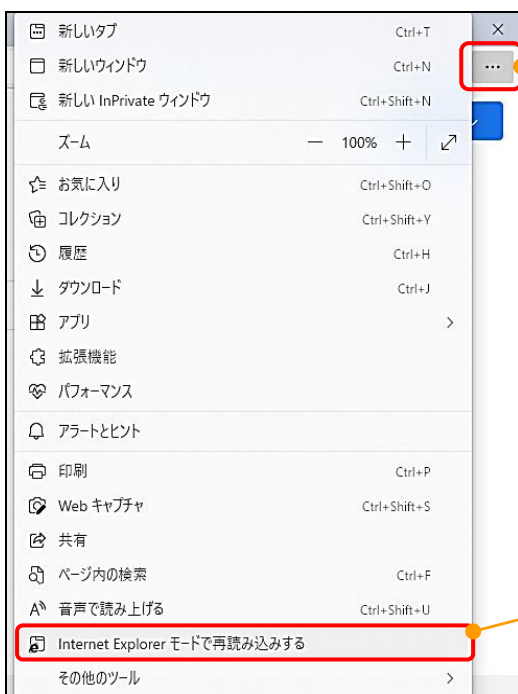 新しいタブ Ctrl+T
新しいウィンドウ Ctrl+N
新しい InPrivate ウィンドウ Ctrl+Shift+N
ズーム — 100% +
お気に入り Ctrl+Shift+O
コレクション Ctrl+Shift+Y
履歴 Ctrl+H
ダウンロード Ctrl+J
アプリ
拡張機能
パフォーマンス
アラートとヒント
印刷 Ctrl+P
Web キャプチャ Ctrl+Shift+S
共有
ページ内の検索 Ctrl+F
音声で読み上げる Ctrl+Shift+U
Internet Explorer モードで再読み込みする
その他のツール